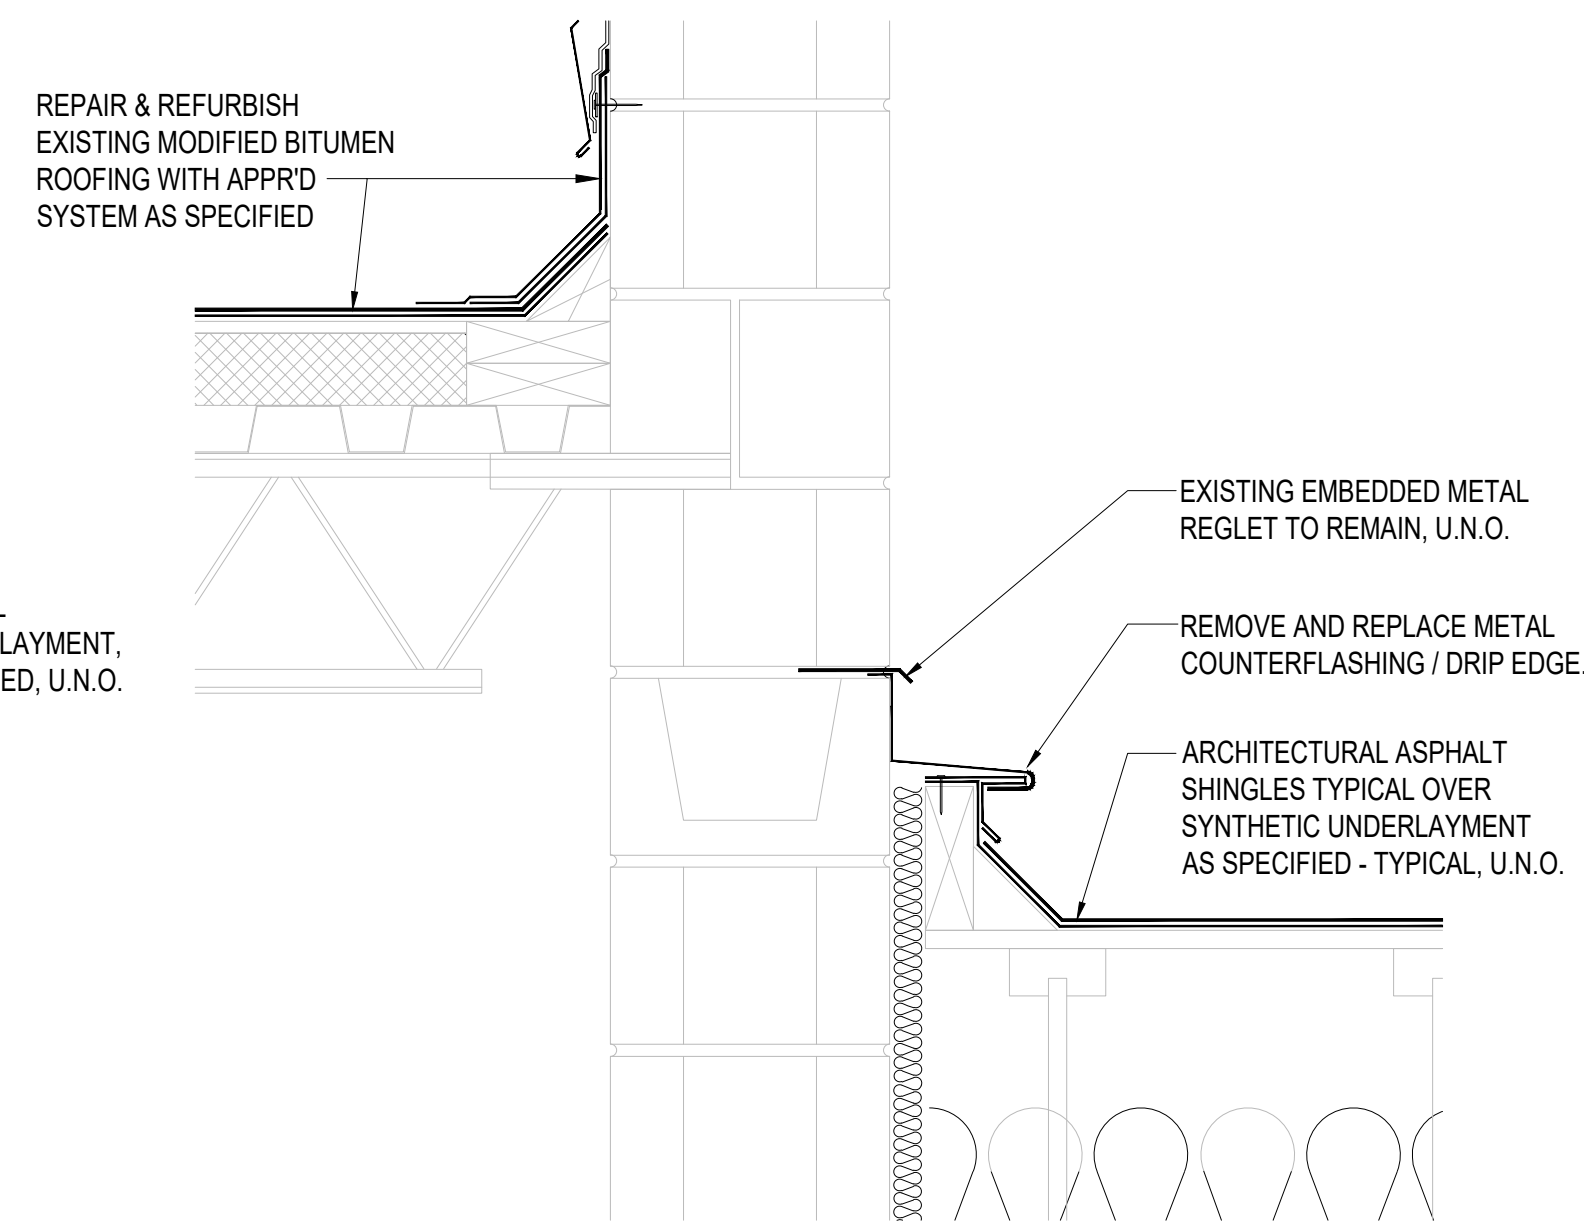 REPAIR & REFURBISH
EXISTING MODIFIED BITUMEN
ROOFING WITH APPR'D
SYSTEM AS SPECIFIED
EXISTING EMBEDDED METAL
REGLET TO REMAIN, U.N.O.
LAYMENT,
ED, U.N.O.
REMOVE AND REPLACE METAL
COUNTERFLASHING / DRIP EDGE.
ARCHITECTURAL ASPHALT
SHINGLES TYPICAL OVER
SYNTHETIC UNDERLAYMENT
AS SPECIFIED - TYPICAL, U.N.O.